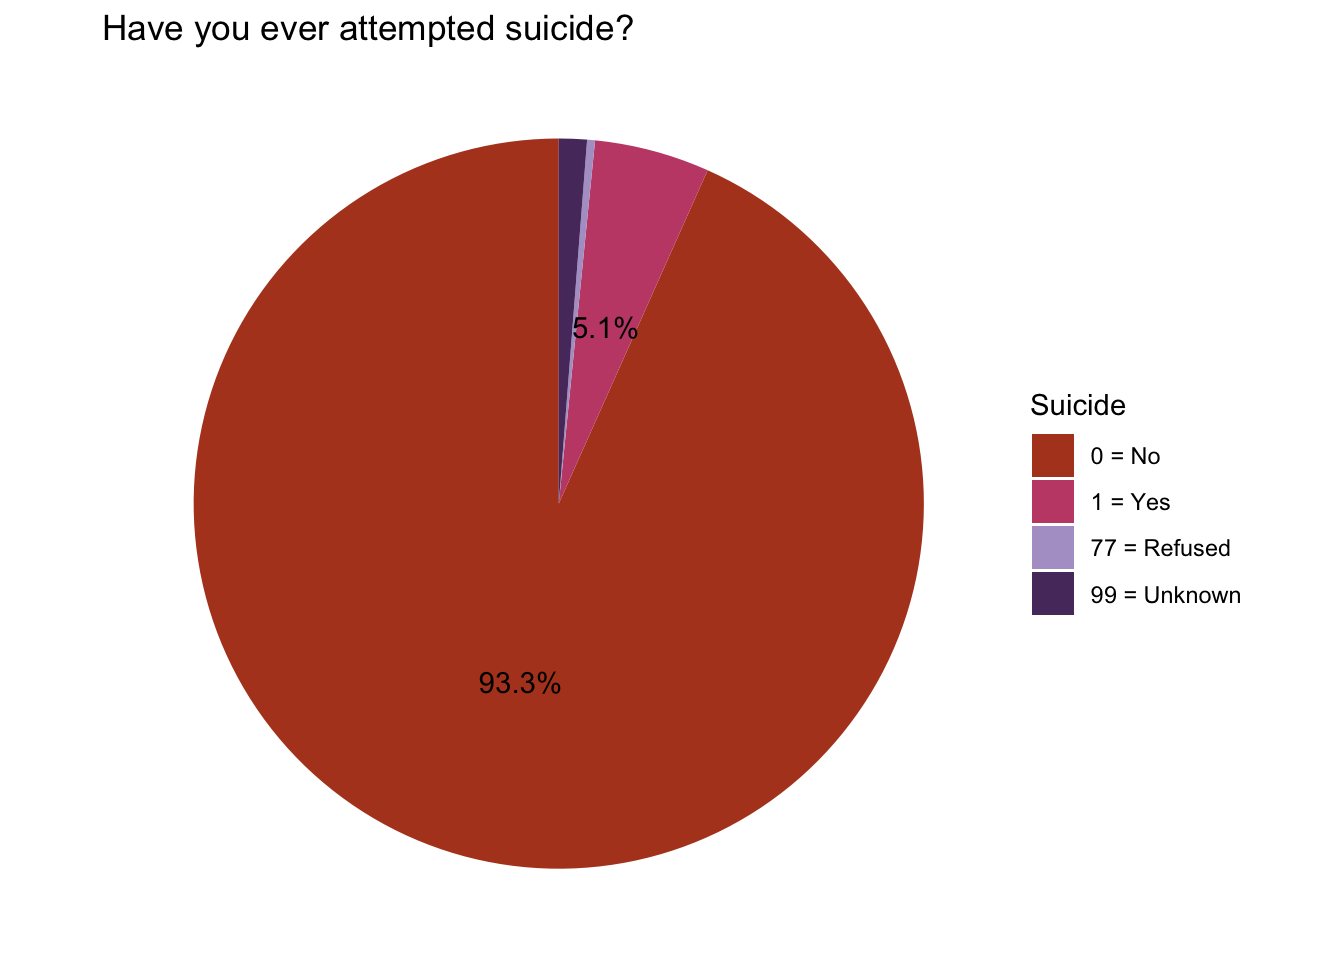 Have you ever attempted suicide?
5.1%
93.3%
Suicide
0 = No
1 = Yes
77 = Refused
99 = Unknown